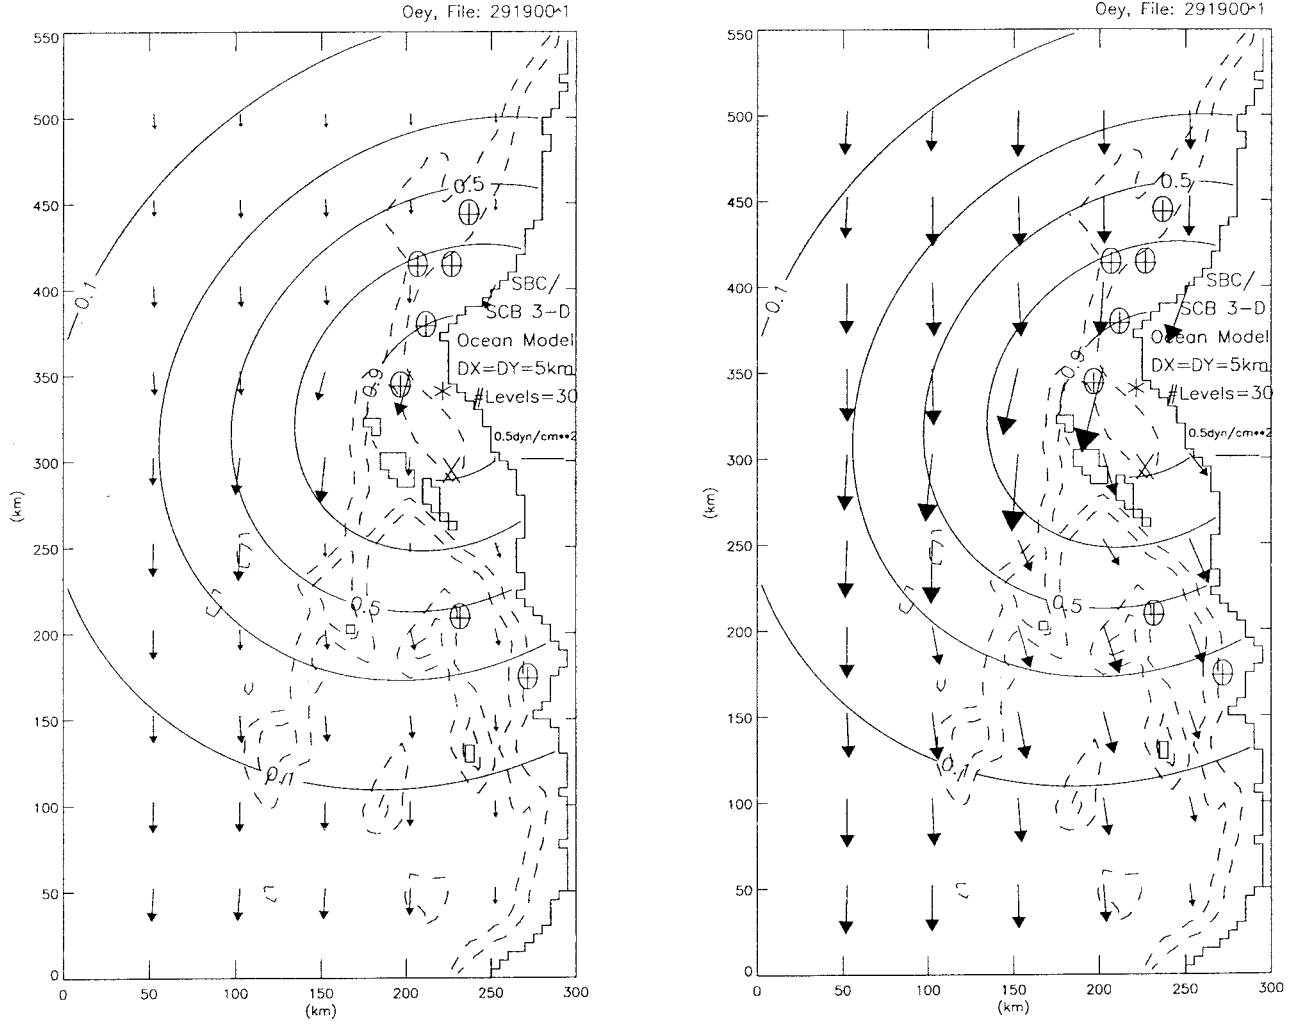 Oey, File: 291900^1
550
500
450
400
350
300
250
200
150
100
50
0
(km)
0 50 100 150 200 250 300
(km)
0.5
0.1
0.9
0.5
0.1
SBC/
SCB 3-D
Ocean Model
DX=DY=5km
#Levels=30
0.5dyn/cm**2
Oey, File: 291900^1
550
500
450
400
350
300
250
200
150
100
50
0
(km)
0 50 100 150 200 250 300
(km)
0.5
0.1
0.9
0.5
0.1
SBC/
SCB 3-D
Ocean Model
DX=DY=5km
#Levels=30
0.5dyn/cm**2